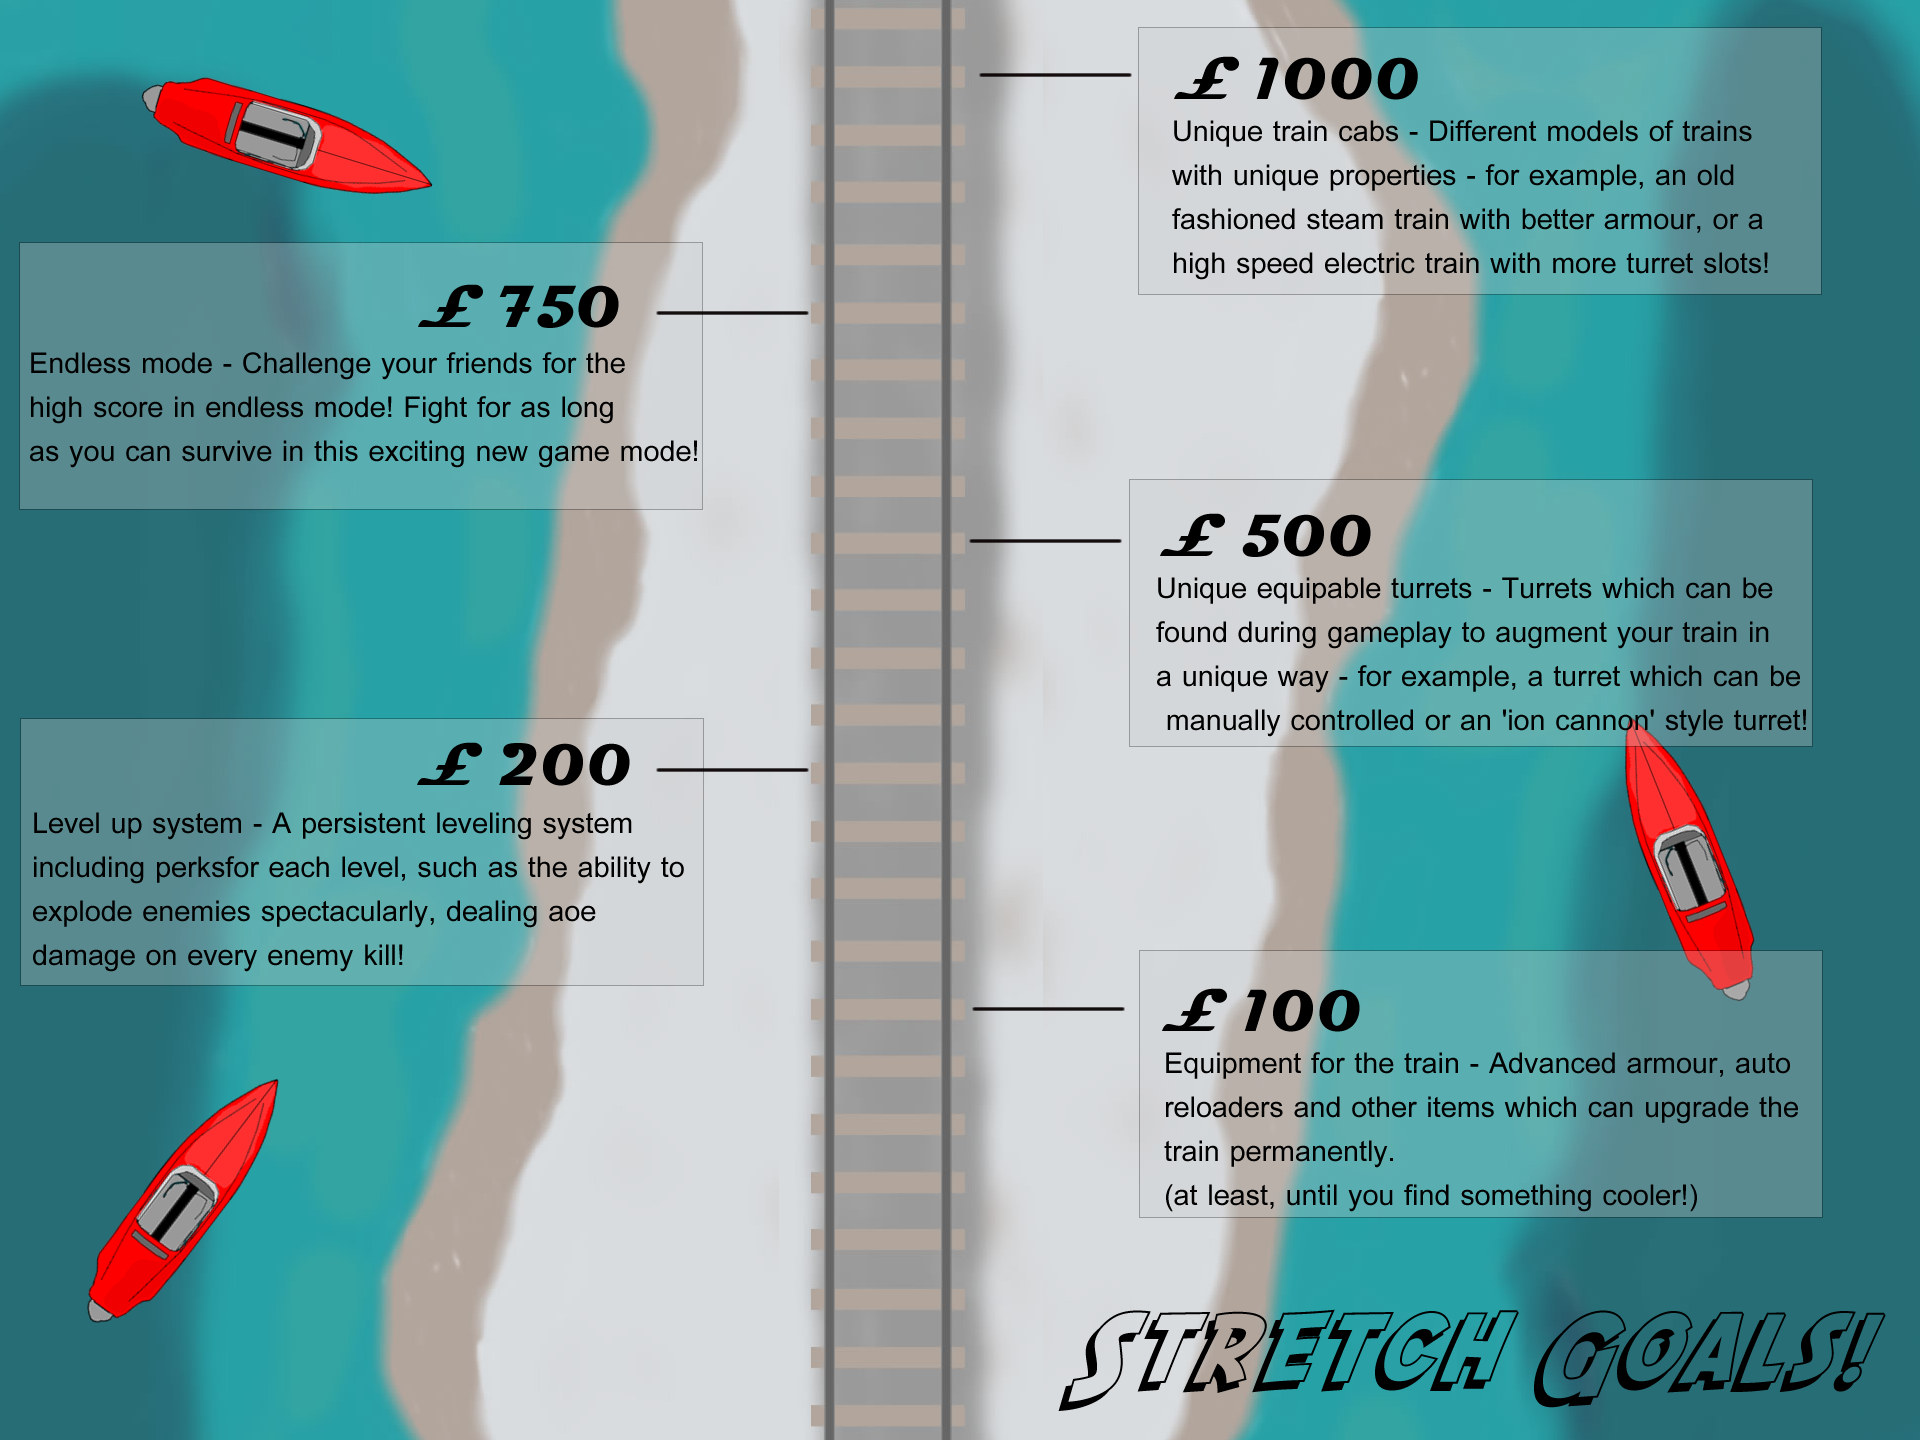 £ 1000
Unique train cabs - Different models of trains
with unique properties - for example, an old
fashioned steam train with better armour, or a
high speed electric train with more turret slots!
£ 750
Endless mode - Challenge your friends for the
high score in endless mode! Fight for as long
as you can survive in this exciting new game mode!
£ 500
Unique equipable turrets - Turrets which can be
found during gameplay to augment your train in
a unique way - for example, a turret which can be
manually controlled or an 'ion cannon' style turret!
£ 200
Level up system - A persistent leveling system
including perksfor each level, such as the ability to
explode enemies spectacularly, dealing aoe
damage on every enemy kill!
£ 100
Equipment for the train - Advanced armour, auto
reloaders and other items which can upgrade the
train permanently.
(at least, until you find something cooler!)
STRETCH GOALS!